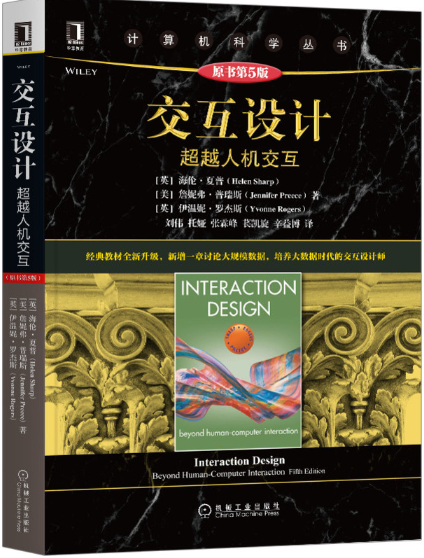 华章教育
计算机科学丛书
WILEY
原书第5版
交互设计
超越人机交互
[英] 海伦·夏普 (Helen Sharp)
[美] 詹妮弗·普瑞斯 (Jennifer Preece) 著
[英] 伊温妮·罗杰斯 (Yvonne Rogers)
刘伟 托娅 张霖峰 裴凯旋 辛益博 译
经典教材全新升级，新增一章讨论大规模数据，培养大数据时代的交互设计师
INTERACTION
DESIGN
beyond human-computer interaction
Interaction Design
Beyond Human-Computer Interaction Fifth Edition
机械工业出版社
China Machine Press
WILEY
交互设计
超越人机交互
(原书第5版)
[英] 海伦·夏普 (Helen Sharp)
[美] 詹妮弗·普瑞斯 (Jennifer Preece) 著
[英] 伊温妮·罗杰斯 (Yvonne Rogers)
机械工业出版社
China Machine Press